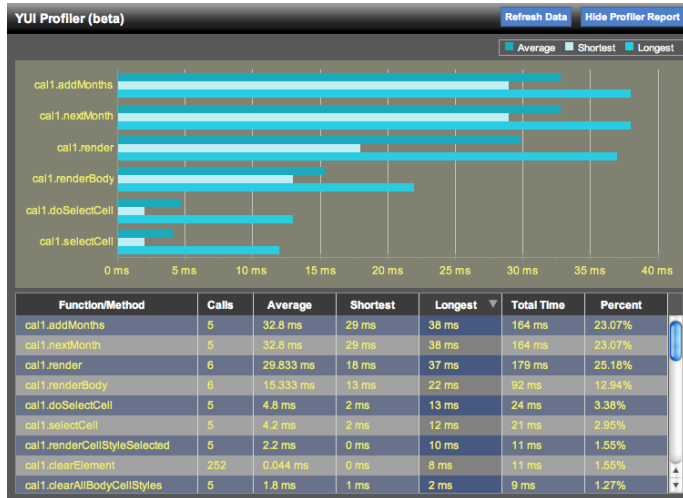 YUI Profiler (beta) Refresh Data Hide Profiler Report
Average Shortest Longest
cal1.addMonths
cal1.nextMonth
cal1.render
cal1.renderBody
cal1.doSelectCell
cal1.selectCell
0 ms 5 ms 10 ms 15 ms 20 ms 25 ms 30 ms 35 ms 40 ms
Function/Method Calls Average Shortest Longest Total Time Percent
cal1.addMonths 5 32.8 ms 29 ms 38 ms 164 ms 23.07%
cal1.nextMonth 5 32.8 ms 29 ms 38 ms 164 ms 23.07%
cal1.render 6 29.833 ms 18 ms 37 ms 179 ms 25.18%
cal1.renderBody 6 15.333 ms 13 ms 22 ms 92 ms 12.94%
cal1.doSelectCell 5 4.8 ms 2 ms 13 ms 24 ms 3.38%
cal1.selectCell 5 4.2 ms 2 ms 12 ms 21 ms 2.95%
cal1.renderCellStyleSelected 5 2.2 ms 0 ms 10 ms 11 ms 1.55%
cal1.clearElement 252 0.044 ms 0 ms 8 ms 11 ms 1.55%
cal1.clearAllBodyCellStyles 5 1.8 ms 1 ms 2 ms 9 ms 1.27%